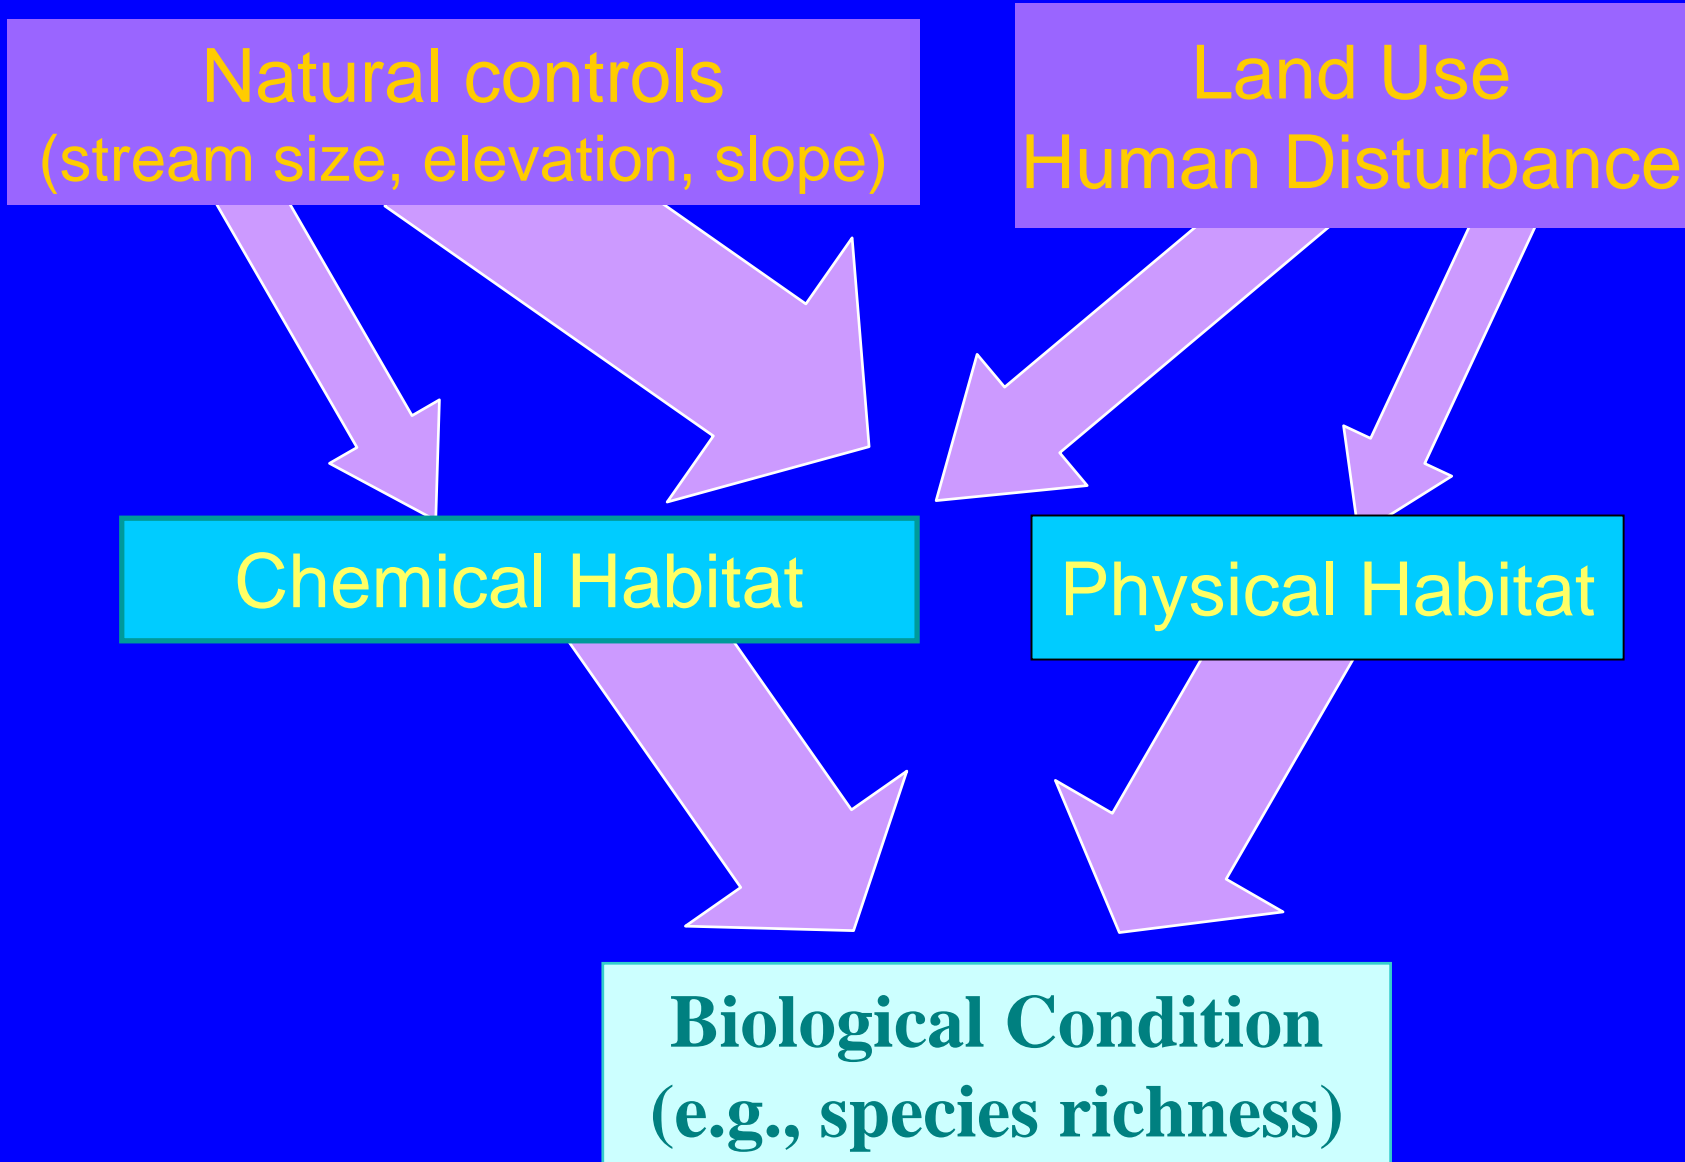 Natural controls
(stream size, elevation, slope)
Land Use
Human Disturbance
Chemical Habitat
Physical Habitat
Biological Condition
(e.g., species richness)